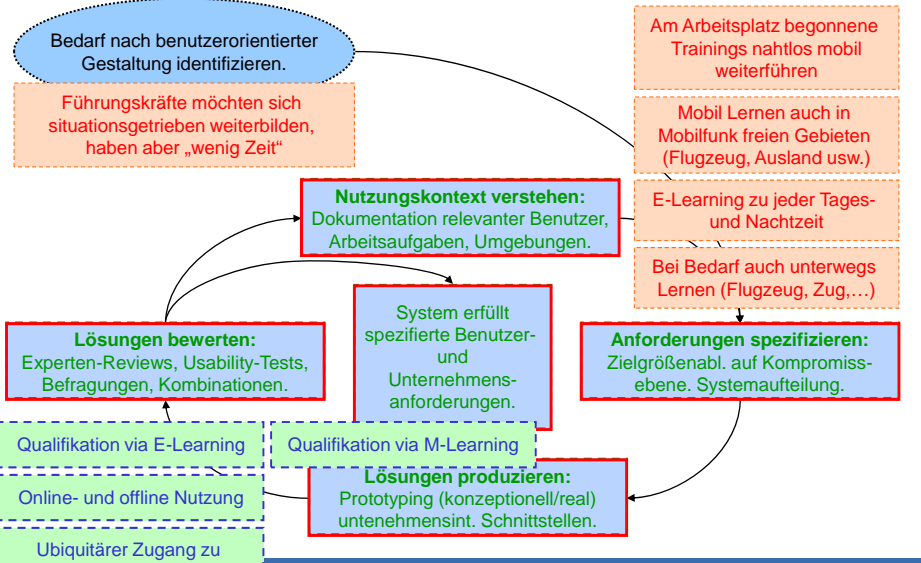 Bedarf nach benutzerorientierter
Gestaltung identifizieren.
Führungskräfte möchten sich
situationsgetrieben weiterbilden,
haben aber „wenig Zeit“
Am Arbeitsplatz begonnene
Trainings nahtlos mobil
weiterführen
Mobil Lernen auch in
Mobilfunk freien Gebieten
(Flugzeug, Ausland usw.)
E-Learning zu jeder Tages-
und Nachtzeit
Bei Bedarf auch unterwegs
Lernen (Flugzeug, Zug,…)
Nutzungskontext verstehen:
Dokumentation relevanter Benutzer,
Arbeitsaufgaben, Umgebungen.
System erfüllt
spezifierte Benutzer-
und
Unternehmens-
anforderungen.
Lösungen bewerten:
Experten-Reviews, Usability-Tests,
Befragungen, Kombinationen.
Anforderungen spezifizieren:
Zielgrößenabl. auf Kompromiss-
ebene. Systemaufteilung.
Qualifikation via E-Learning
Qualifikation via M-Learning
Lösungen produzieren:
Prototyping (konzeptionell/real)
untenehmensint. Schnittstellen.
Online- und offline Nutzung
Ubiquitärer Zugang zu